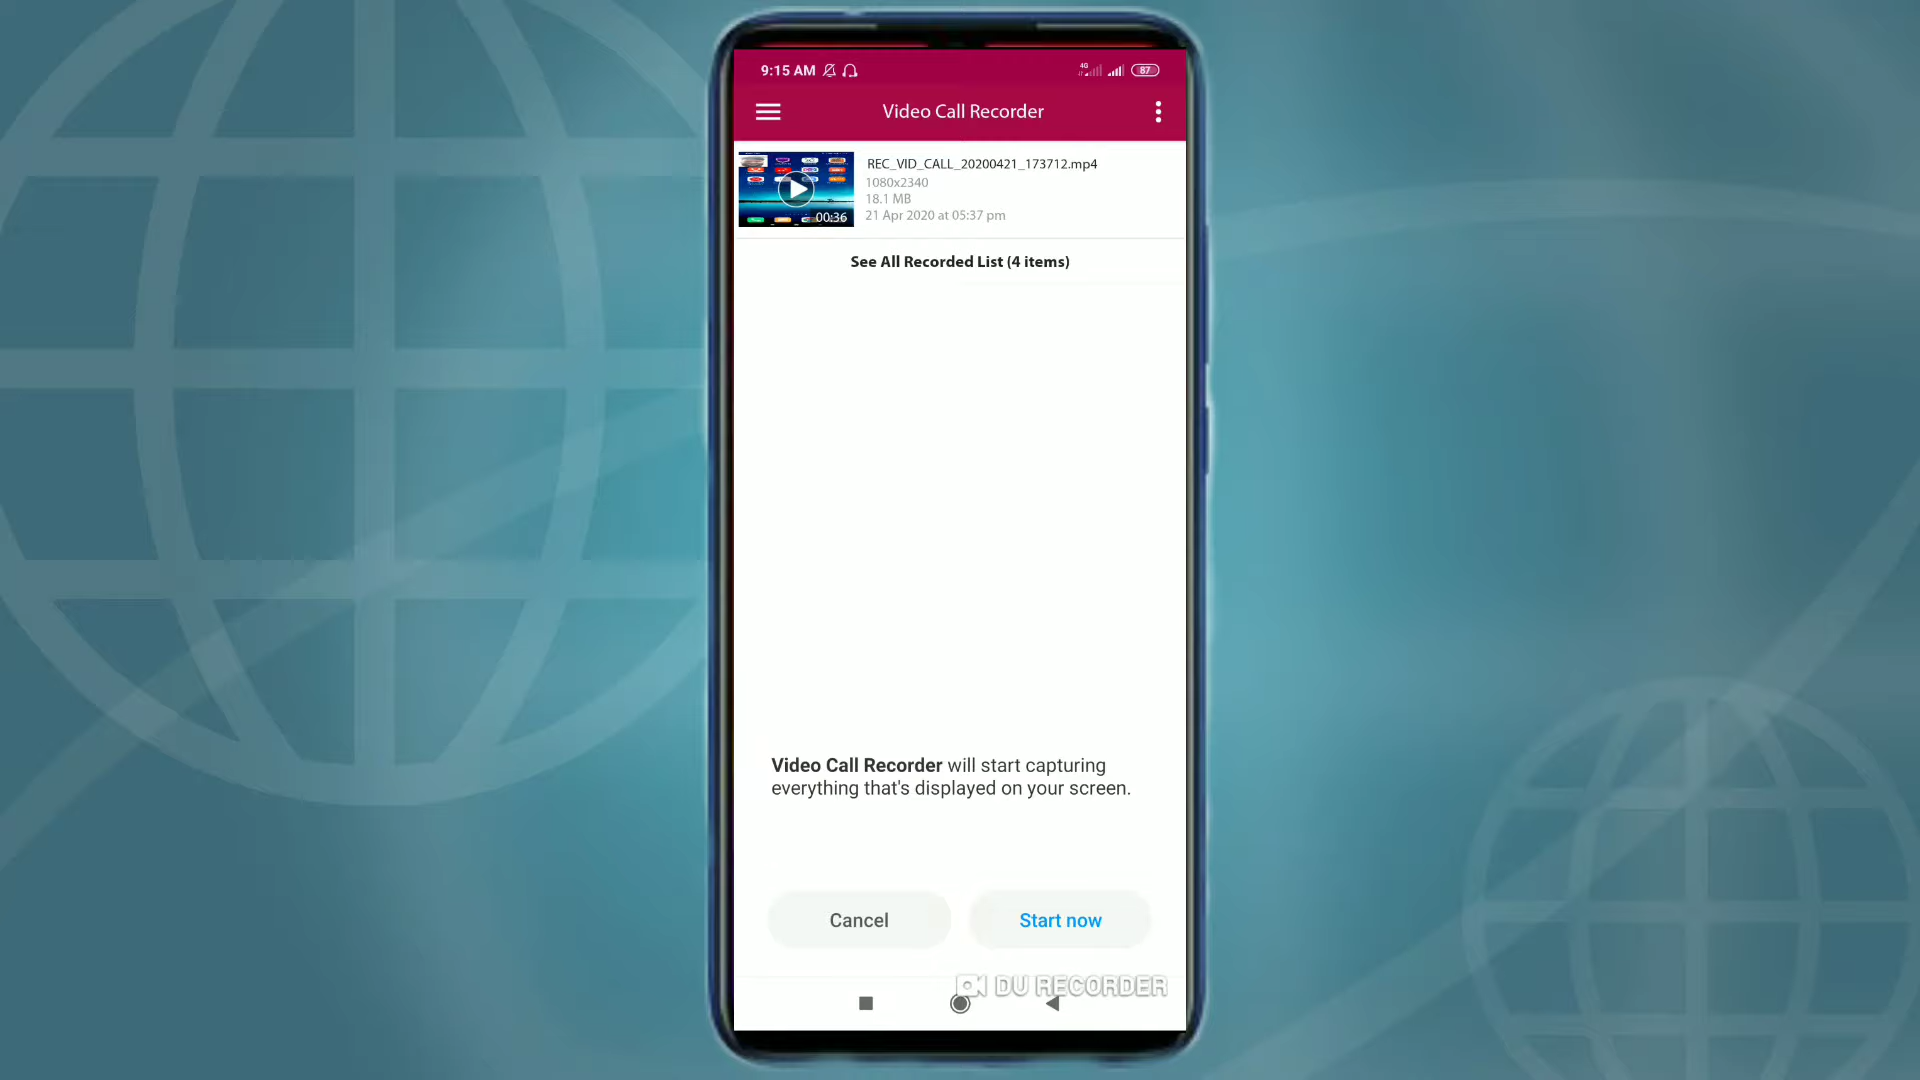 9:15 AM 4G 87
Video Call Recorder
REC_VID_CALL_20200421_173712.mp4
1080x2340
18.1 MB
00:36
21 Apr 2020 at 05:37 pm
See All Recorded List (4 items)
Video Call Recorder will start capturing
everything that's displayed on your screen.
Cancel Start now
DU RECORDER